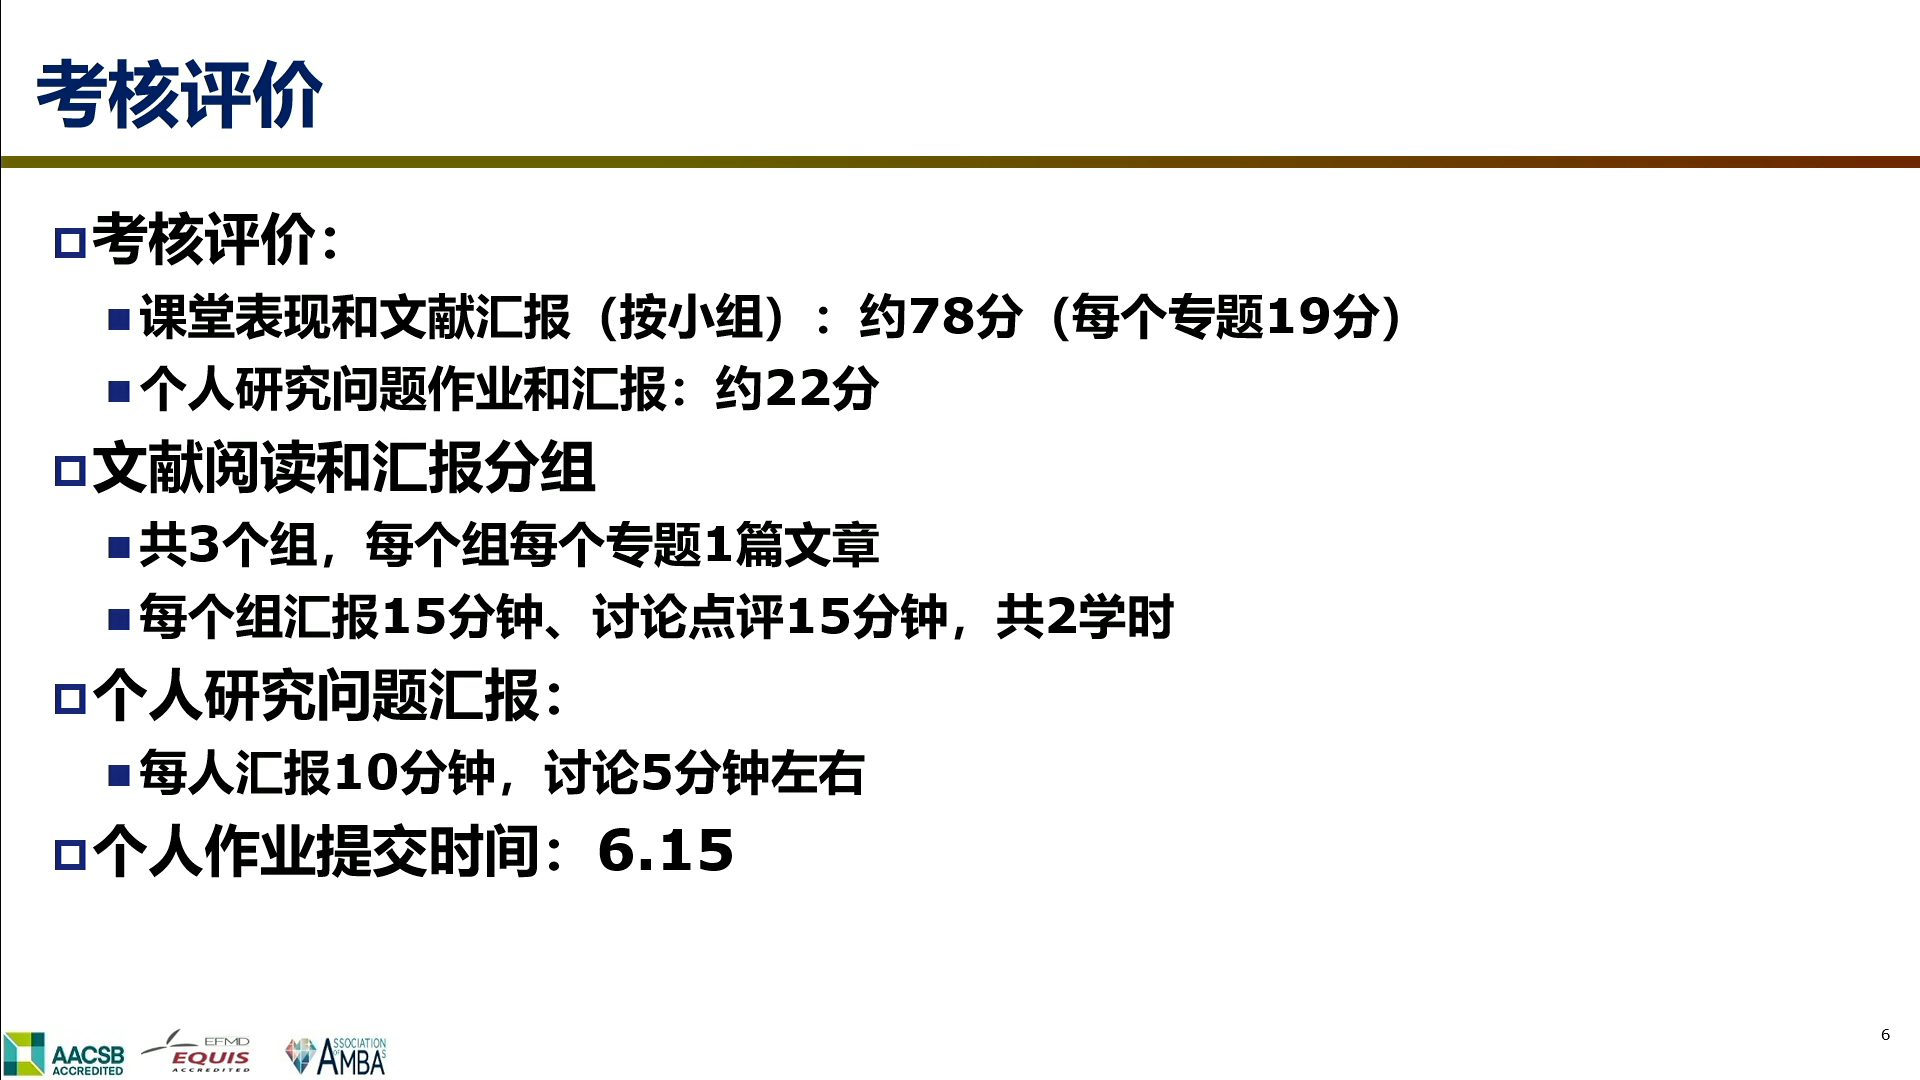 考核评价
考核评价：
课堂表现和文献汇报（按小组）：约78分（每个专题19分）
个人研究问题作业和汇报：约22分
文献阅读和汇报分组
共3个组，每个组每个专题1篇文章
每个组汇报15分钟、讨论点评15分钟，共2学时
个人研究问题汇报：
每人汇报10分钟，讨论5分钟左右
个人作业提交时间：6.15
AACSB
ACCREDITED
EFMD
EQUIS
ACCREDITED
ASSOCIATION
OF
AMBAS
6